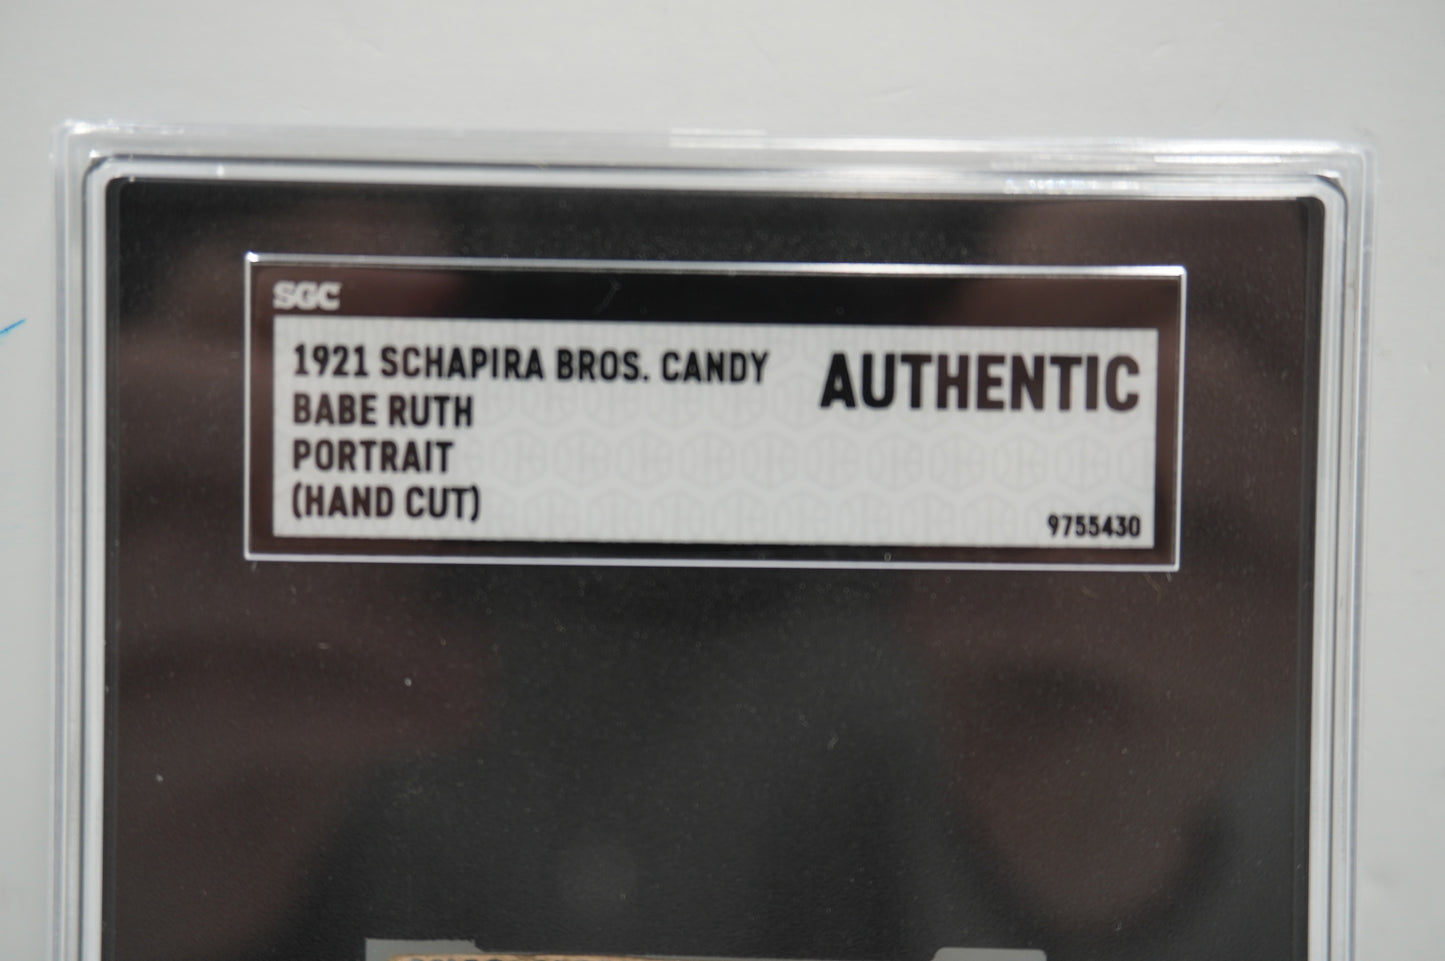 SGC
1921 SCHAPIRA BROS. CANDY
AUTHENTIC
BABE RUTH
PORTRAIT
(HAND CUT)
9755430